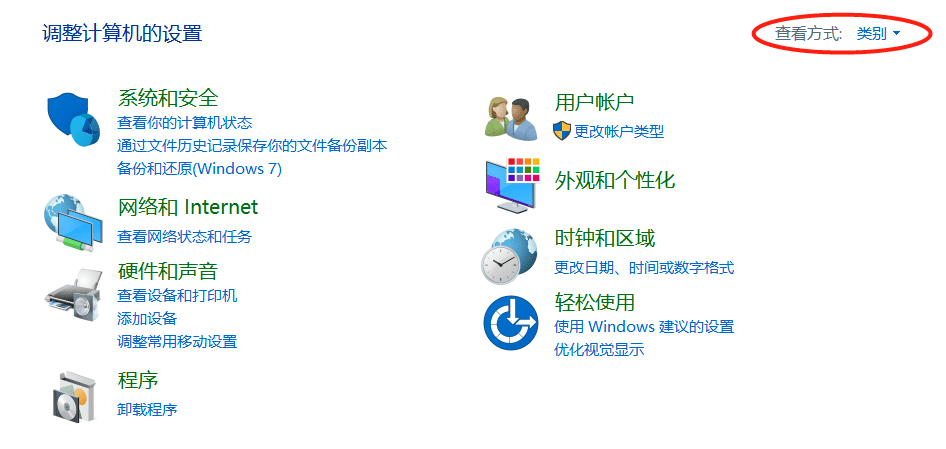 调整计算机的设置
查看方式: 类别
系统和安全
查看你的计算机状态
通过文件历史记录保存你的文件备份副本
备份和还原(Windows 7)
网络和 Internet
查看网络状态和任务
硬件和声音
查看设备和打印机
添加设备
调整常用移动设置
程序
卸载程序
用户帐户
更改帐户类型
外观和个性化
时钟和区域
更改日期、时间或数字格式
轻松使用
使用 Windows 建议的设置
优化视觉显示